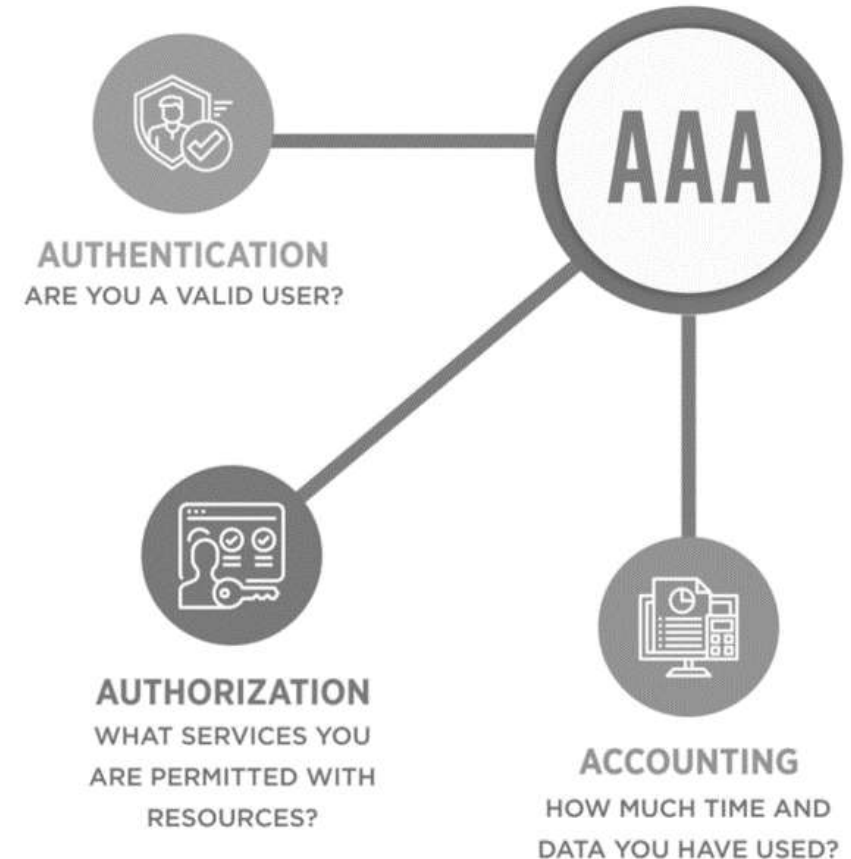 AAA
AUTHENTICATION
ARE YOU A VALID USER?
AUTHORIZATION
WHAT SERVICES YOU
ARE PERMITTED WITH
RESOURCES?
ACCOUNTING
HOW MUCH TIME AND
DATA YOU HAVE USED?